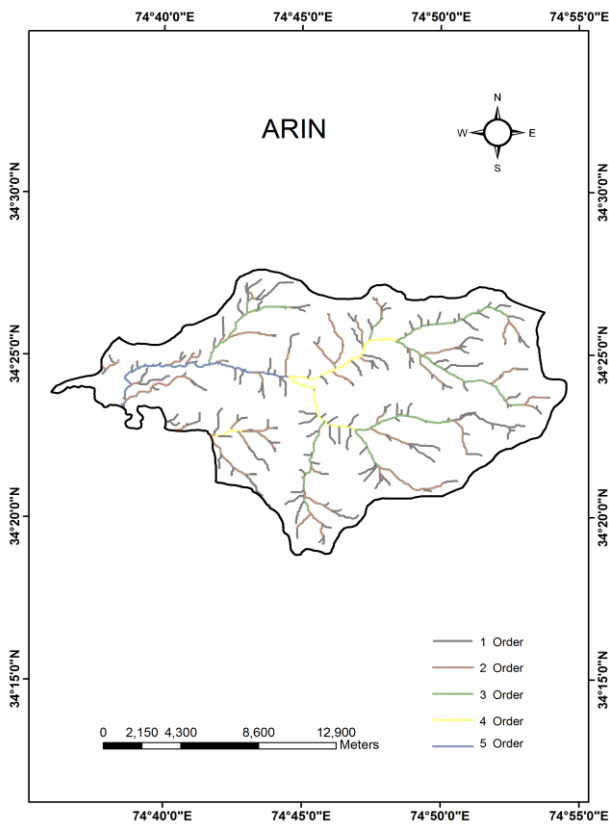 74°40'0"E 74°45'0"E 74°50'0"E 74°55'0"E
N
ARIN
W E
S
34°30'0"N 34°30'0"N
34°25'0"N 34°25'0"N
34°20'0"N 34°20'0"N
34°15'0"N 34°15'0"N
1 Order
2 Order
3 Order
4 Order
5 Order
0 2,150 4,300 8,600 12,900
Meters
74°40'0"E 74°45'0"E 74°50'0"E 74°55'0"E